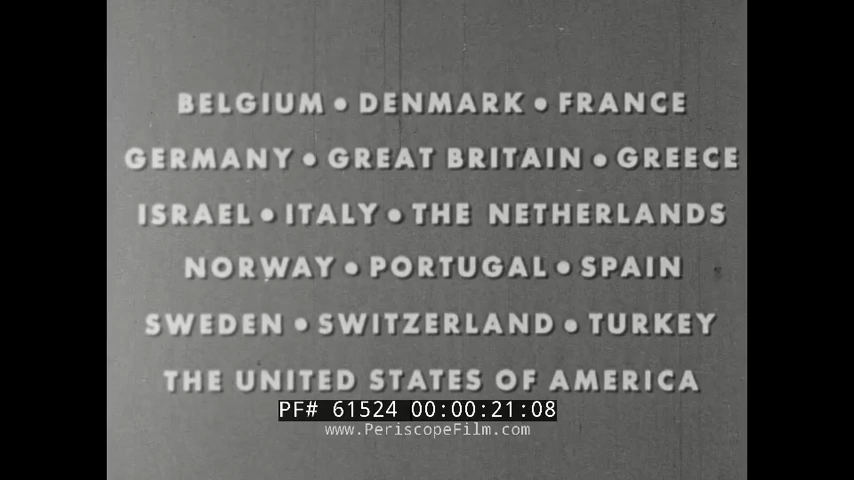 BELGIUM • DENMARK • FRANCE
GERMANY • GREAT BRITAIN • GREECE
ISRAEL • ITALY • THE NETHERLANDS
NORWAY • PORTUGAL • SPAIN
SWEDEN • SWITZERLAND • TURKEY
THE UNITED STATES OF AMERICA
PF# 61524 00:00:21:08
www.PeriscopeFilm.com